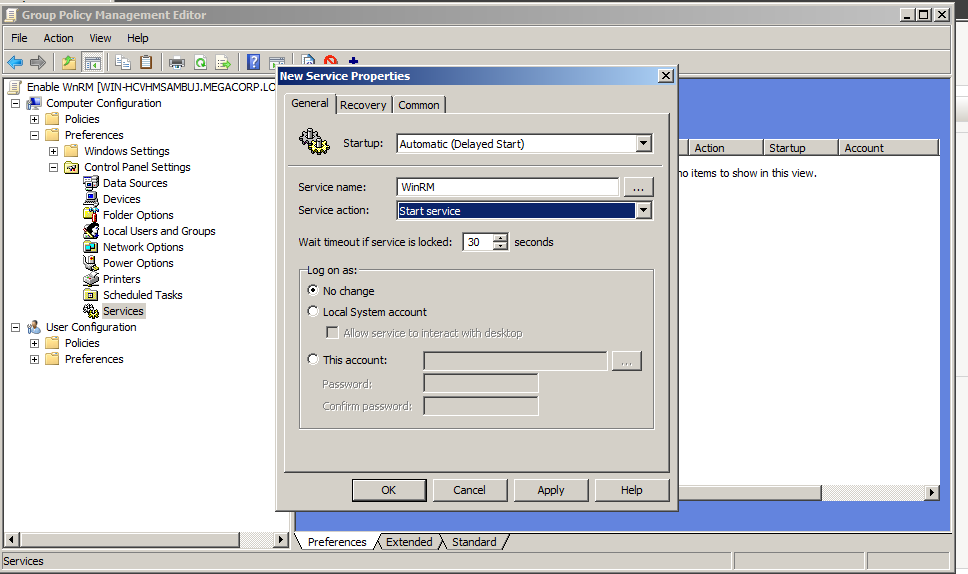 Group Policy Management Editor
File Action View Help
Enable WnRM [WIN-HCVHMSAMBUJ.MEGACORP.LO
Computer Configuration
Policies
Preferences
Windows Settings
Control Panel Settings
Data Sources
Devices
Folder Options
Local Users and Groups
Network Options
Power Options
Printers
Scheduled Tasks
Services
User Configuration
Policies
Preferences
New Service Properties
General Recovery Common
Startup: Automatic (Delayed Start)
Service name: WinRM ...
Service action: Start service
Wait timeout if service is locked: 30 seconds
Log on as:
No change
Local System account
Allow service to interact with desktop
This account: ...
Password:
Confirm password:
OK Cancel Apply Help
Action Startup Account
no items to show in this view.
Preferences Extended Standard
Services